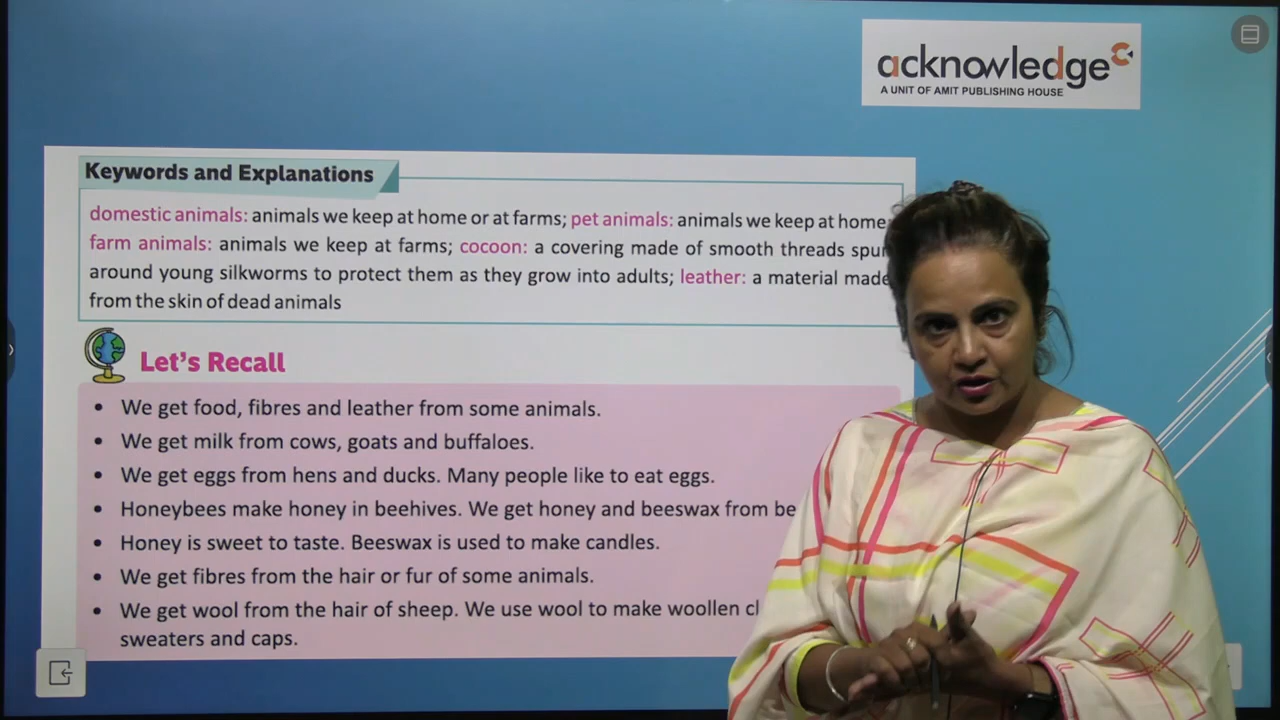 acknowledge
A UNIT OF AMIT PUBLISHING HOUSE
Keywords and Explanations
domestic animals: animals we keep at home or at farms; pet animals: animals we keep at home
farm animals: animals we keep at farms; cocoon: a covering made of smooth threads
around young silkworms to protect them as they grow into adults; leather: a material made
from the skin of dead animals
Let's Recall
• We get food, fibres and leather from some animals.
• We get milk from cows, goats and buffaloes.
• We get eggs from hens and ducks. Many people like to eat eggs.
• Honeybees make honey in beehives. We get honey and beeswax from
• Honey is sweet to taste. Beeswax is used to make candles.
• We get fibres from the hair or fur of some animals.
• We get wool from the hair of sheep. We use wool to make woollen
sweaters and caps.